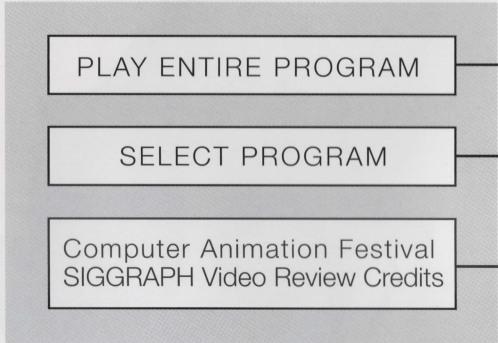 PLAY ENTIRE PROGRAM
SELECT PROGRAM
Computer Animation Festival
SIGGRAPH Video Review Credits